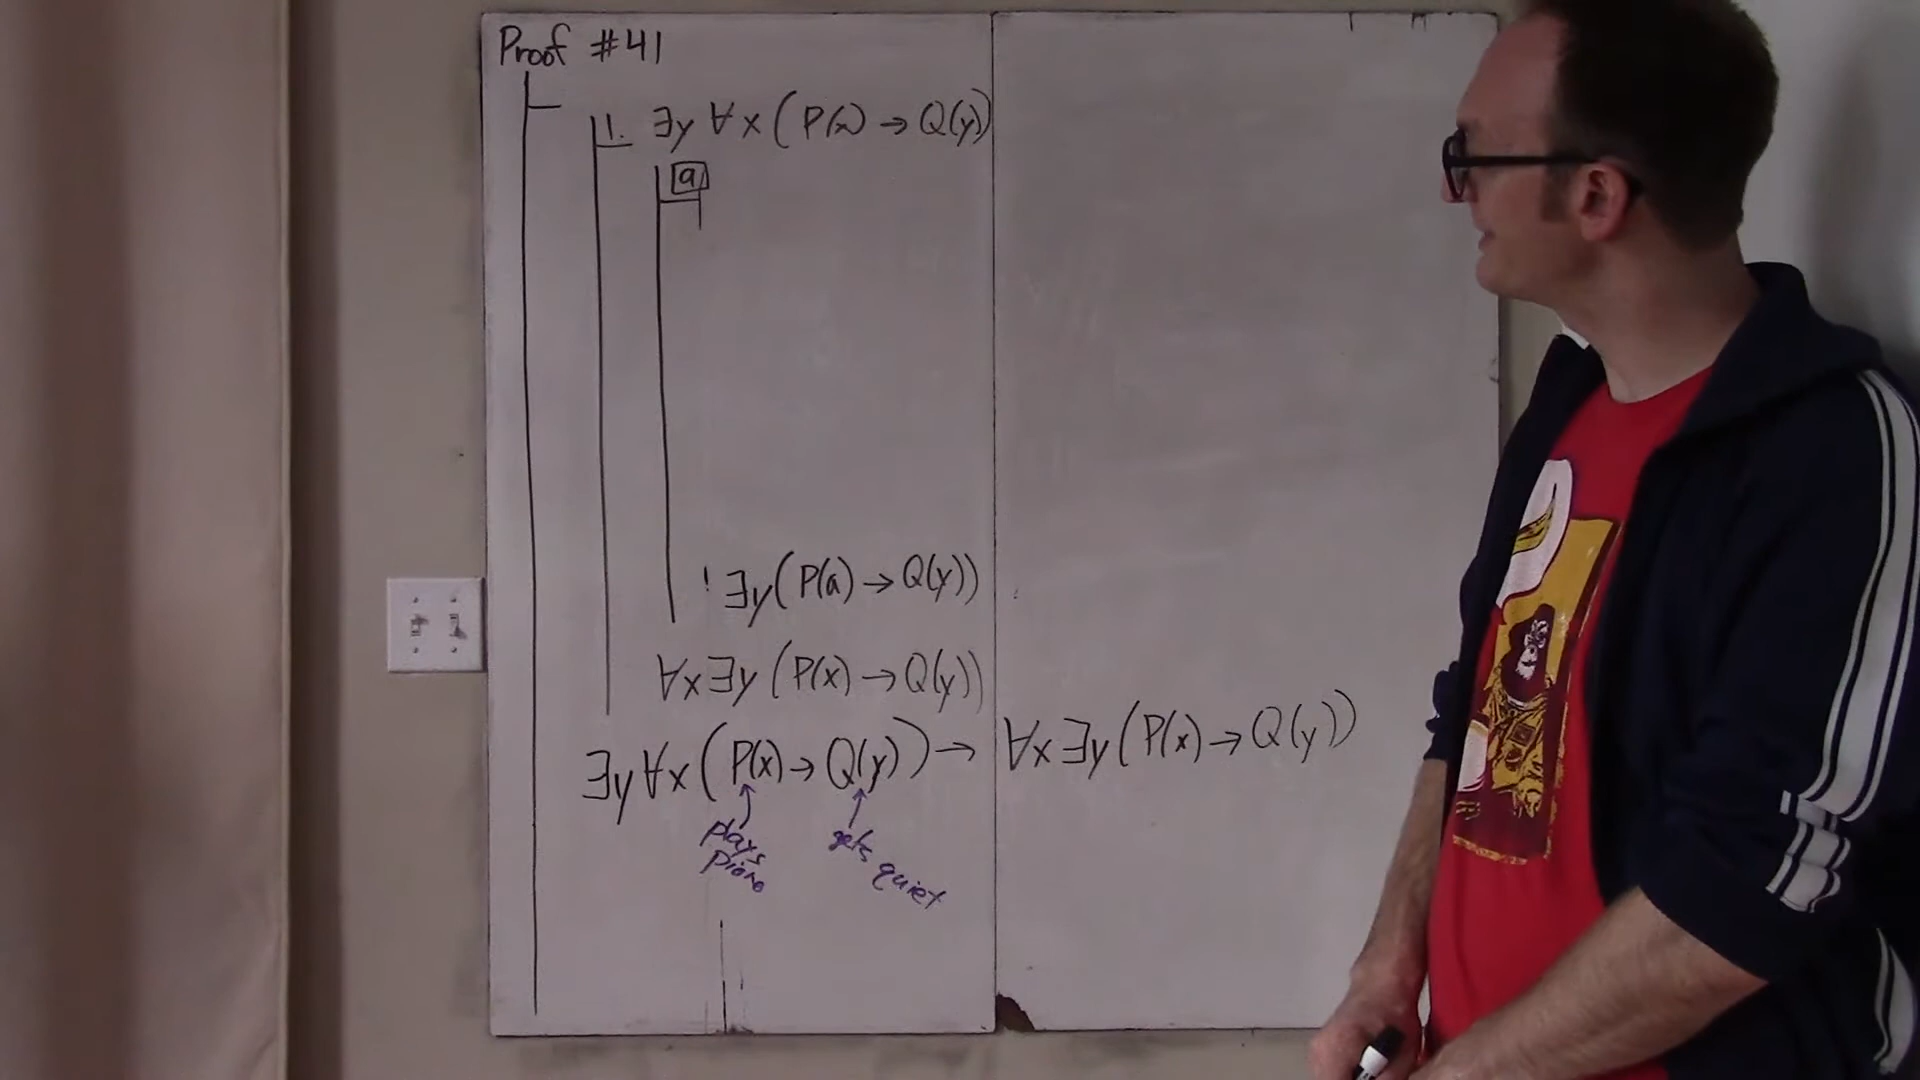 Proof #41
1. ∃y ∀x (P(x) → Q(y))
a
! ∃y(P(a) → Q(y))
∀x ∃y (P(x) → Q(y))
∃y ∀x (P(x) → Q(y)) → ∀x ∃y (P(x) → Q(y))
plays piano
gets quiet